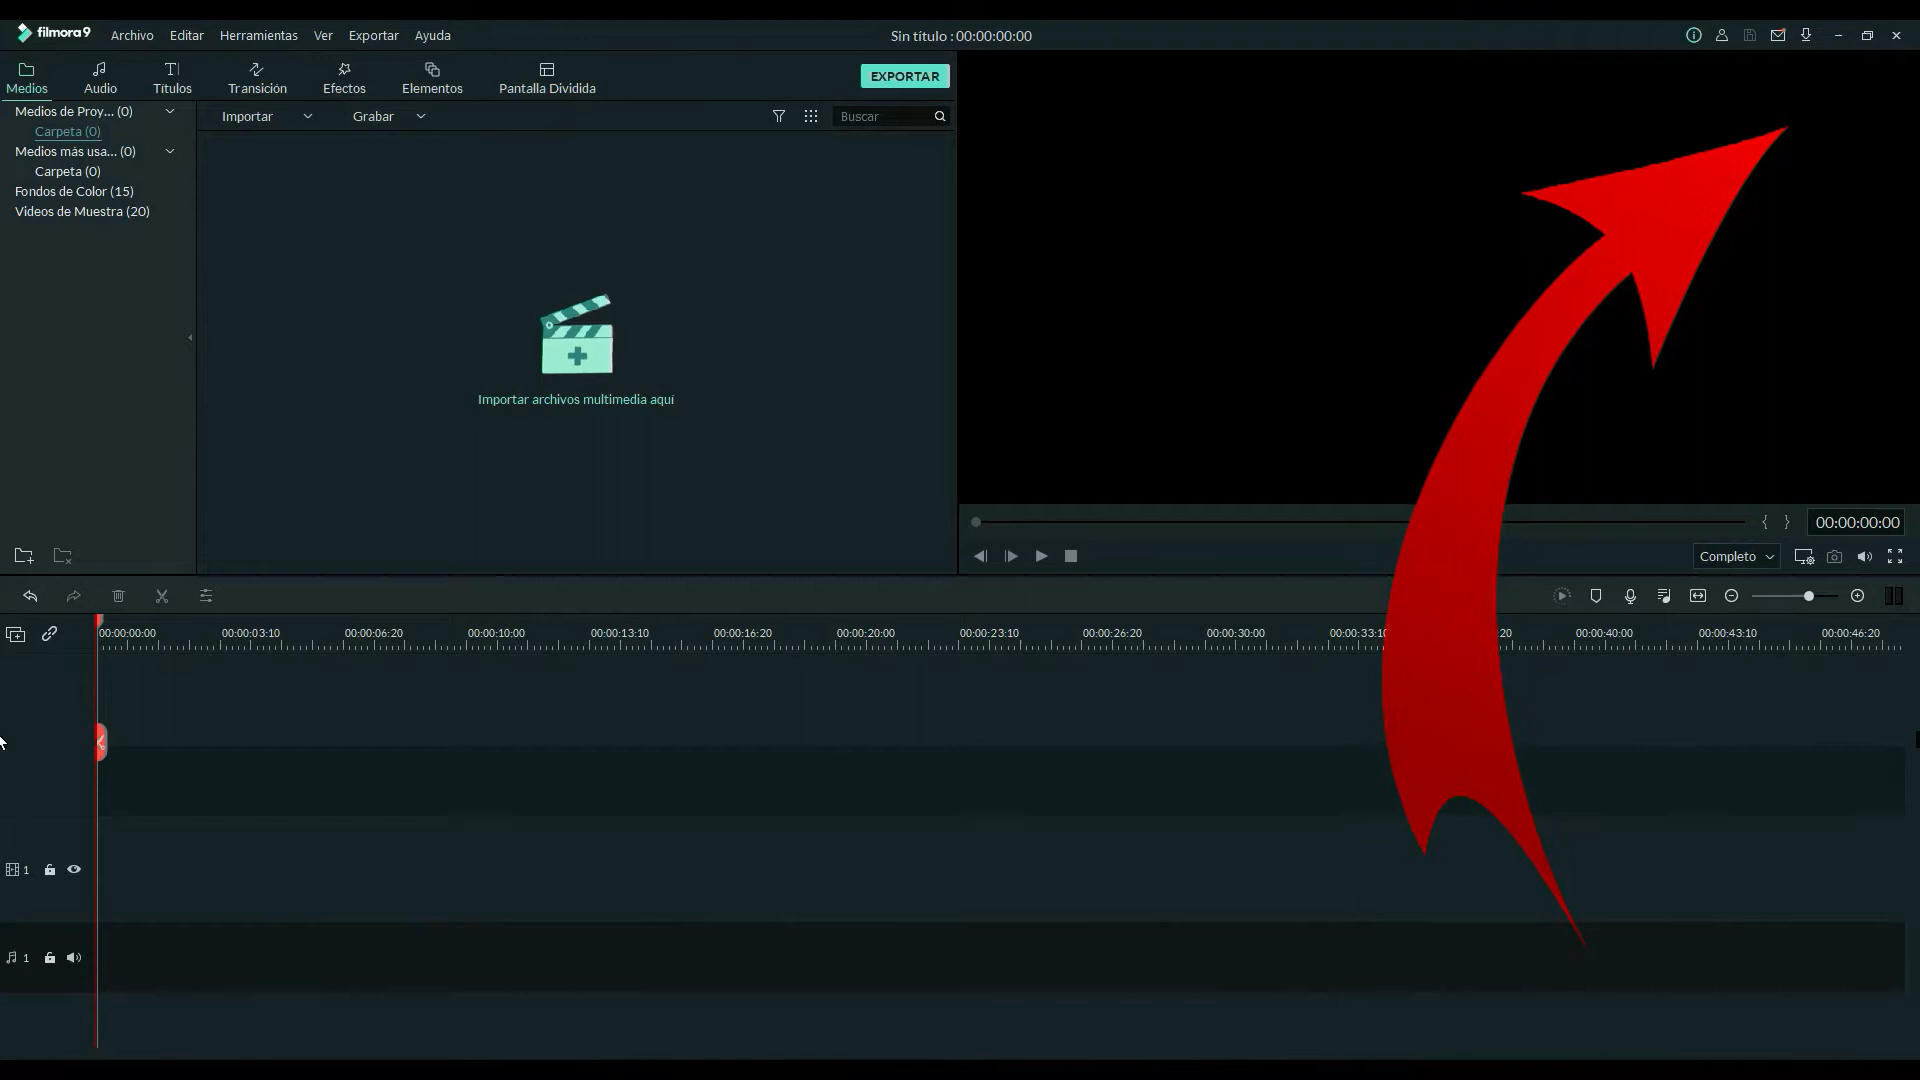 filmora9 Archivo Editar Herramientas Ver Exportar Ayuda Sin título : 00:00:00:00
Medios Audio Títulos Transición Efectos Elementos Pantalla Dividida EXPORTAR
Medios de Proy... (0)
Carpeta (0)
Medios más usa... (0)
Carpeta (0)
Fondos de Color (15)
Videos de Muestra (20)
Importar Grabar Buscar
Importar archivos multimedia aquí
{ } 00:00:00:00
Completo
00:00:00:00 00:00:03:10 00:00:06:20 00:00:10:00 00:00:13:10 00:00:16:20 00:00:20:00 00:00:23:10 00:00:26:20 00:00:30:00 00:00:33:10 20 00:00:40:00 00:00:43:10 00:00:46:20
1
1